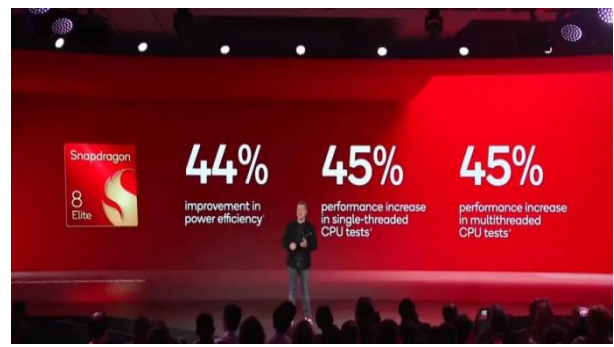 Snapdragon
8
Elite
44%
improvement in
power efficiency
45%
performance increase
in single-threaded
CPU tests
45%
performance increase
in multithreaded
CPU tests